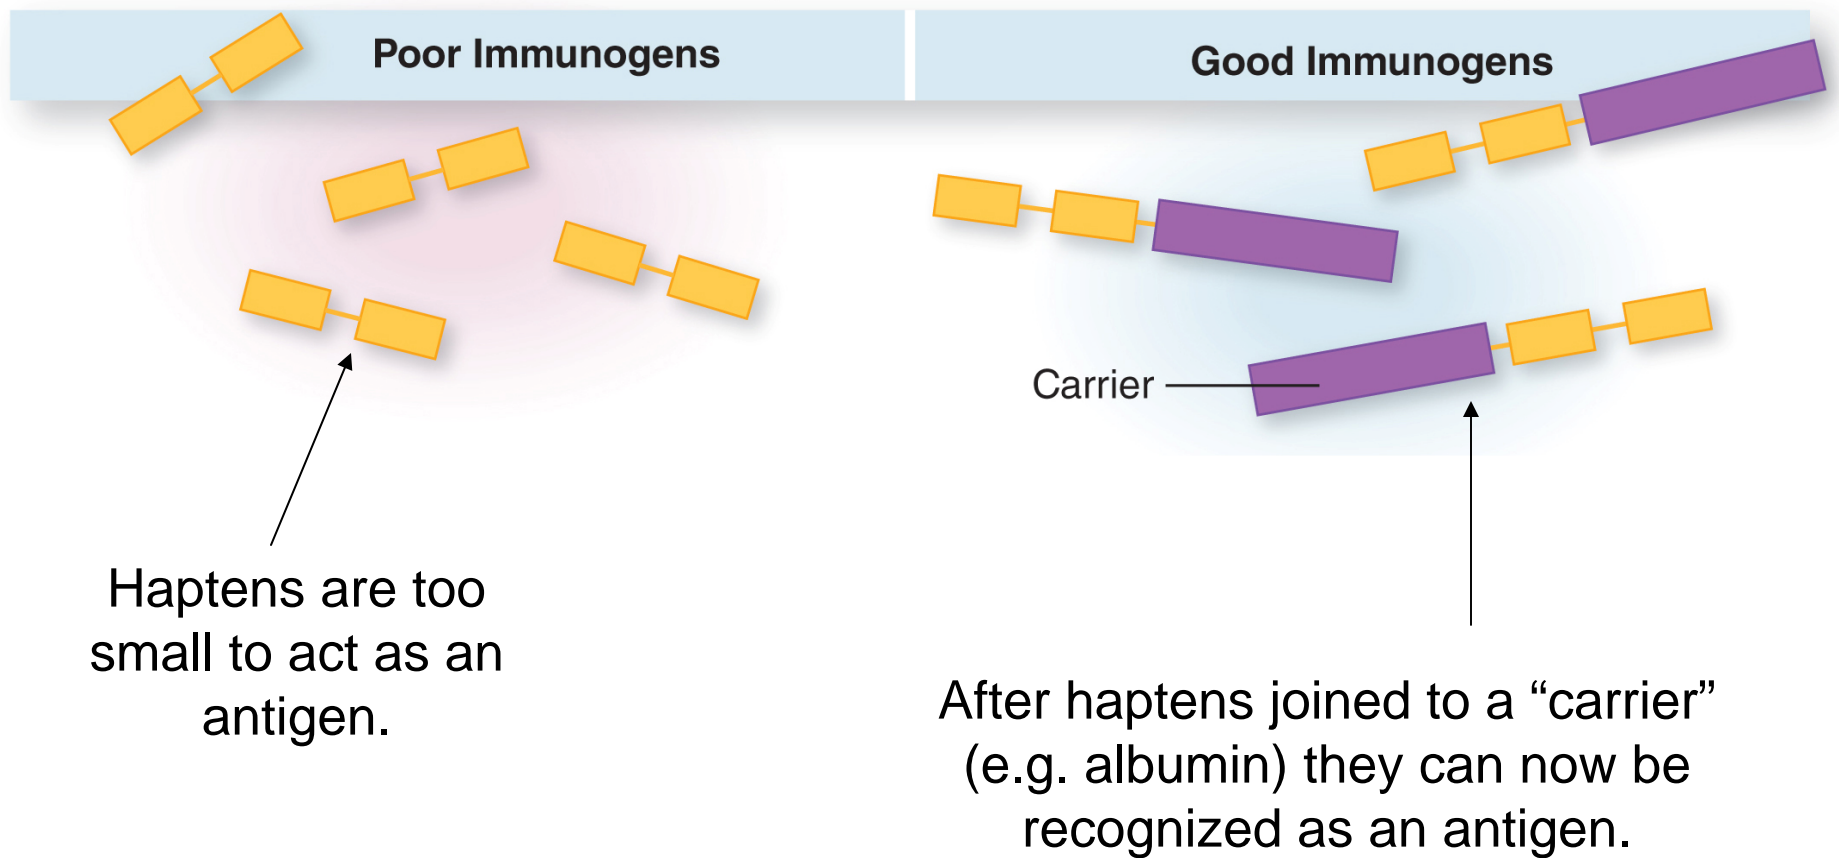 Poor Immunogens
Good Immunogens
Carrier
Haptens are too
small to act as an
antigen.
After haptens joined to a “carrier”
(e.g. albumin) they can now be
recognized as an antigen.